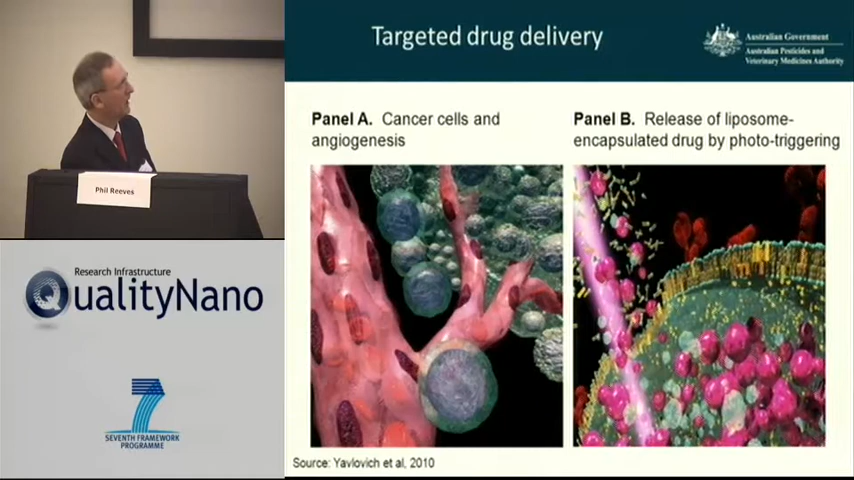 Targeted drug delivery
Australian Government
Australian Pesticides and
Veterinary Medicines Authority
Panel A. Cancer cells and
angiogenesis
Panel B. Release of liposome-
encapsulated drug by photo-triggering
Phil Reeves
Research Infrastructure
QualityNano
7
SEVENTH FRAMEWORK
PROGRAMME
Source: Yavlovich et al, 2010